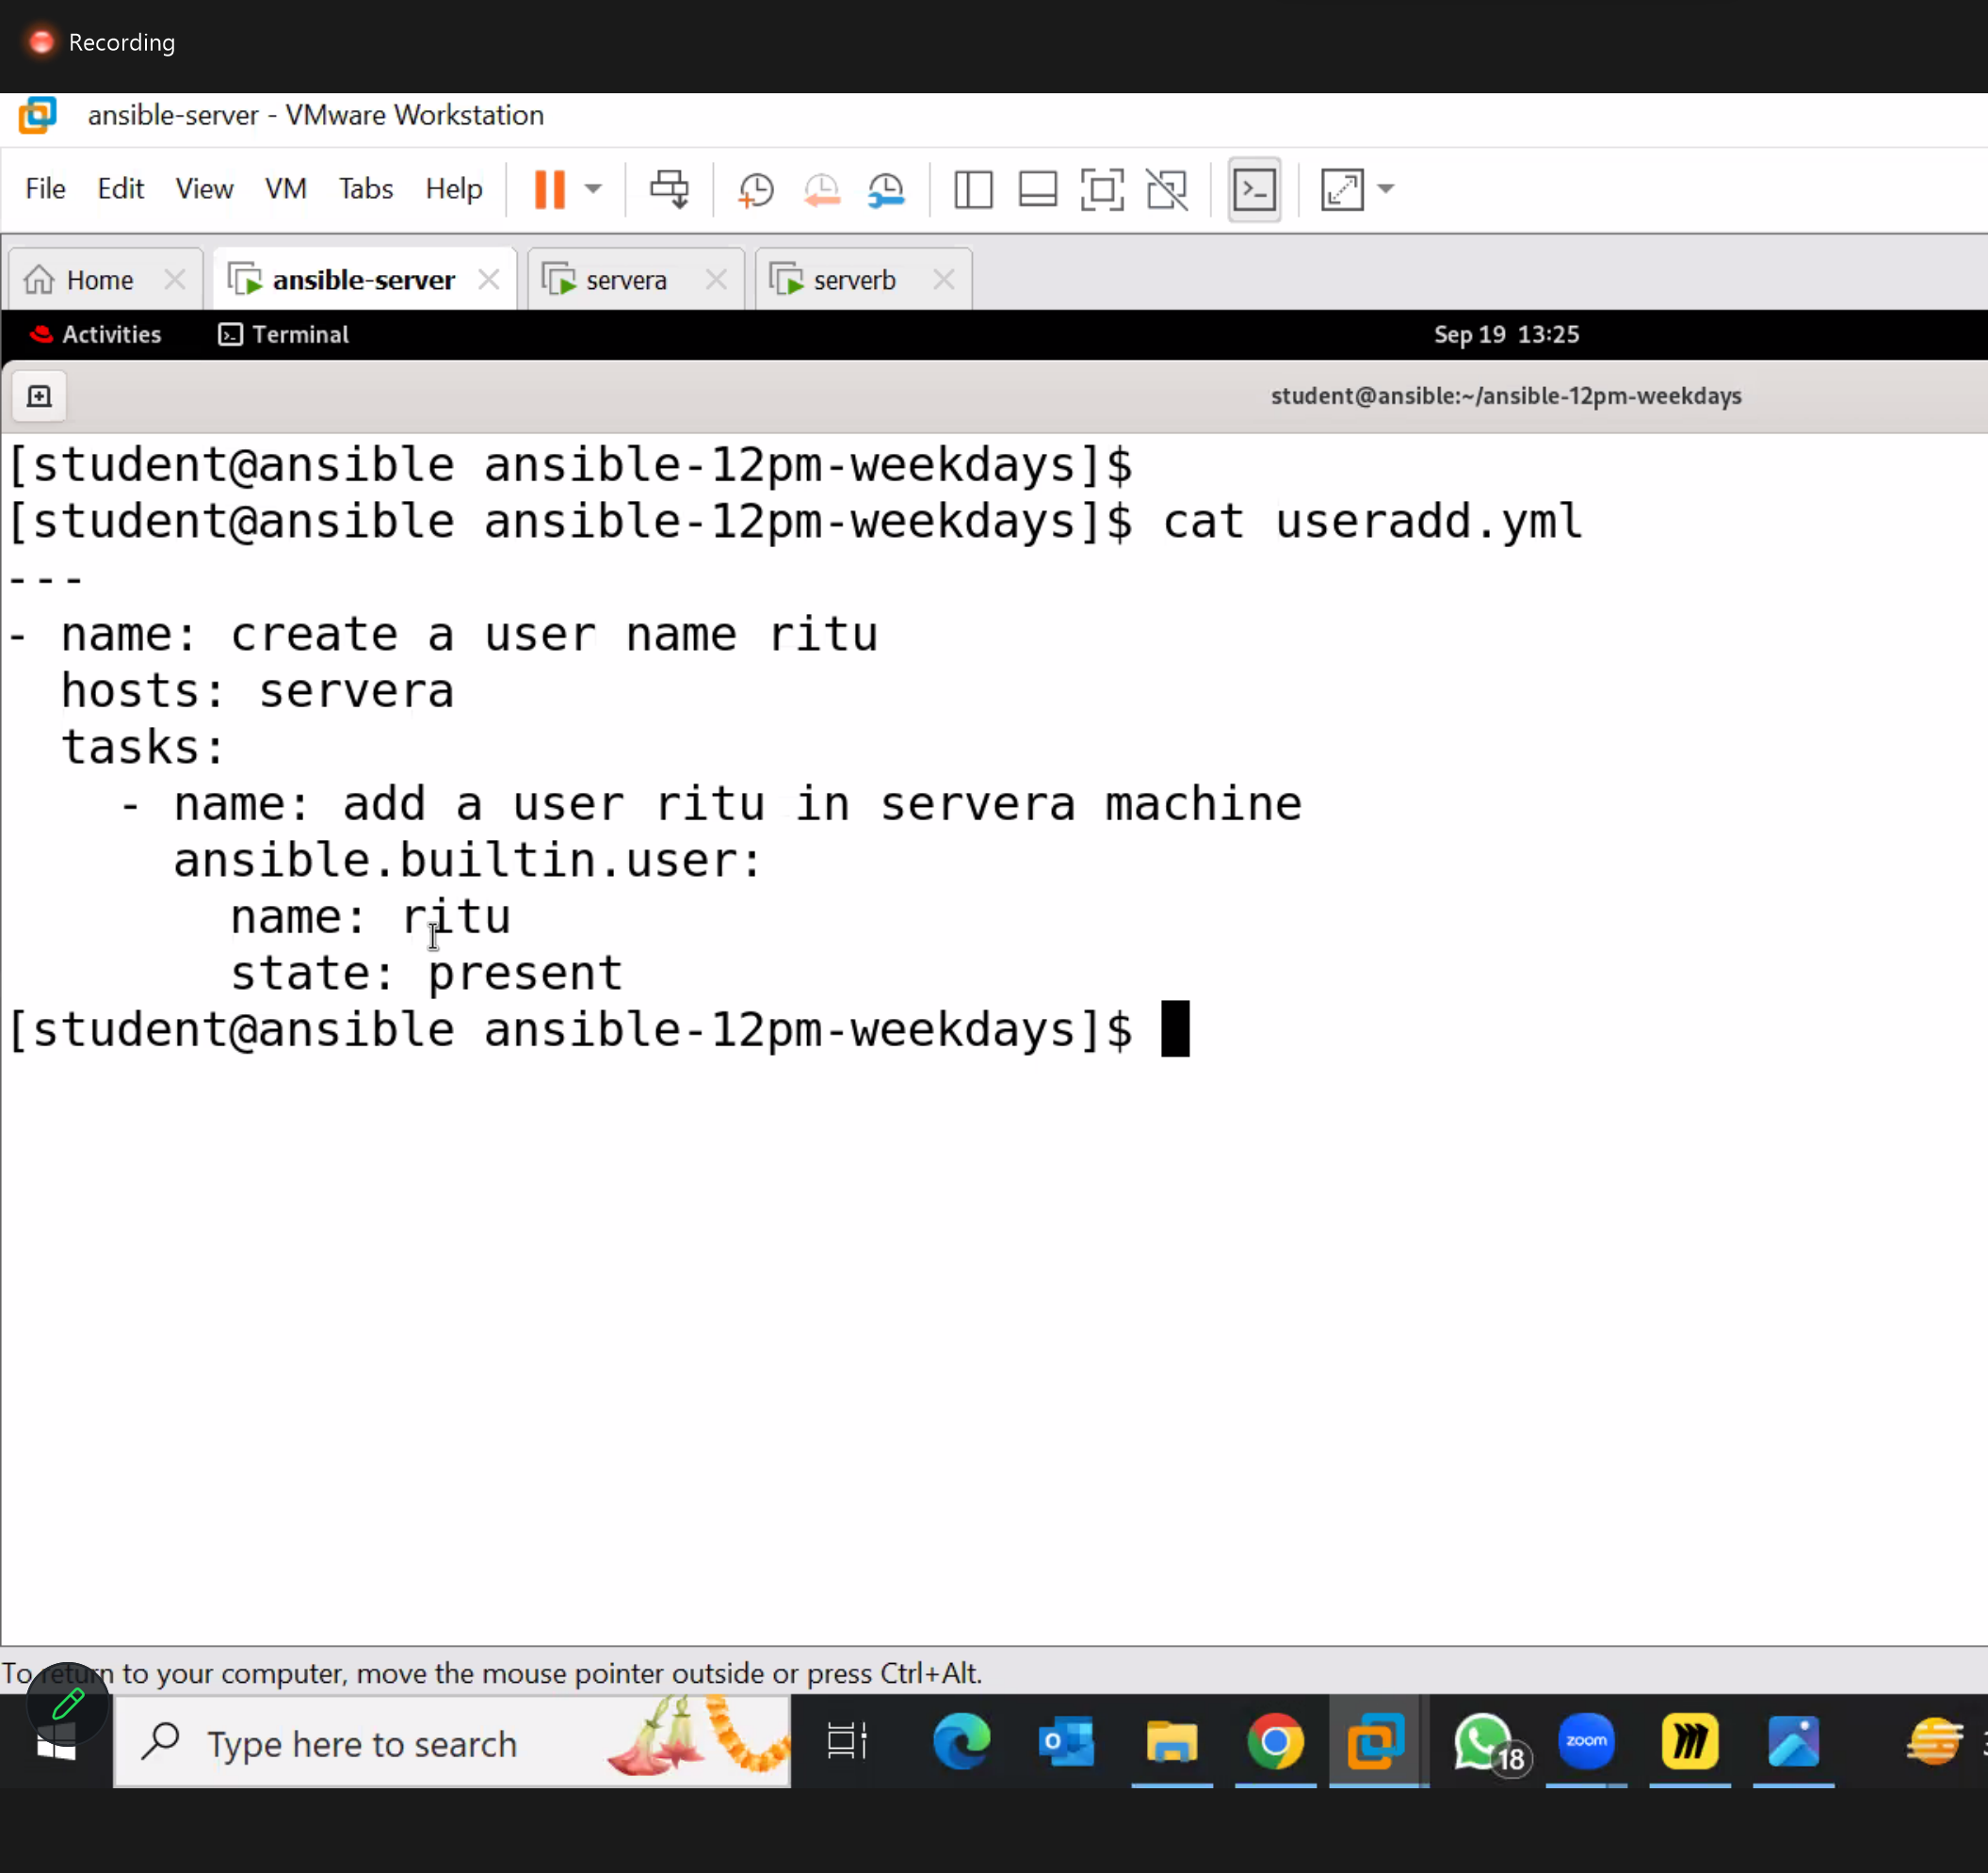 Recording
ansible-server - VMware Workstation
File Edit View VM Tabs Help
Home ansible-server servera serverb
Activities Terminal Sep 19 13:25
student@ansible:~/ansible-12pm-weekdays
[student@ansible ansible-12pm-weekdays]$
[student@ansible ansible-12pm-weekdays]$ cat useradd.yml
---
- name: create a user name ritu
  hosts: servera
  tasks:
    - name: add a user ritu in servera machine
      ansible.builtin.user:
        name: ritu
        state: present
[student@ansible ansible-12pm-weekdays]$
To return to your computer, move the mouse pointer outside or press Ctrl+Alt.
Type here to search
18
zoom